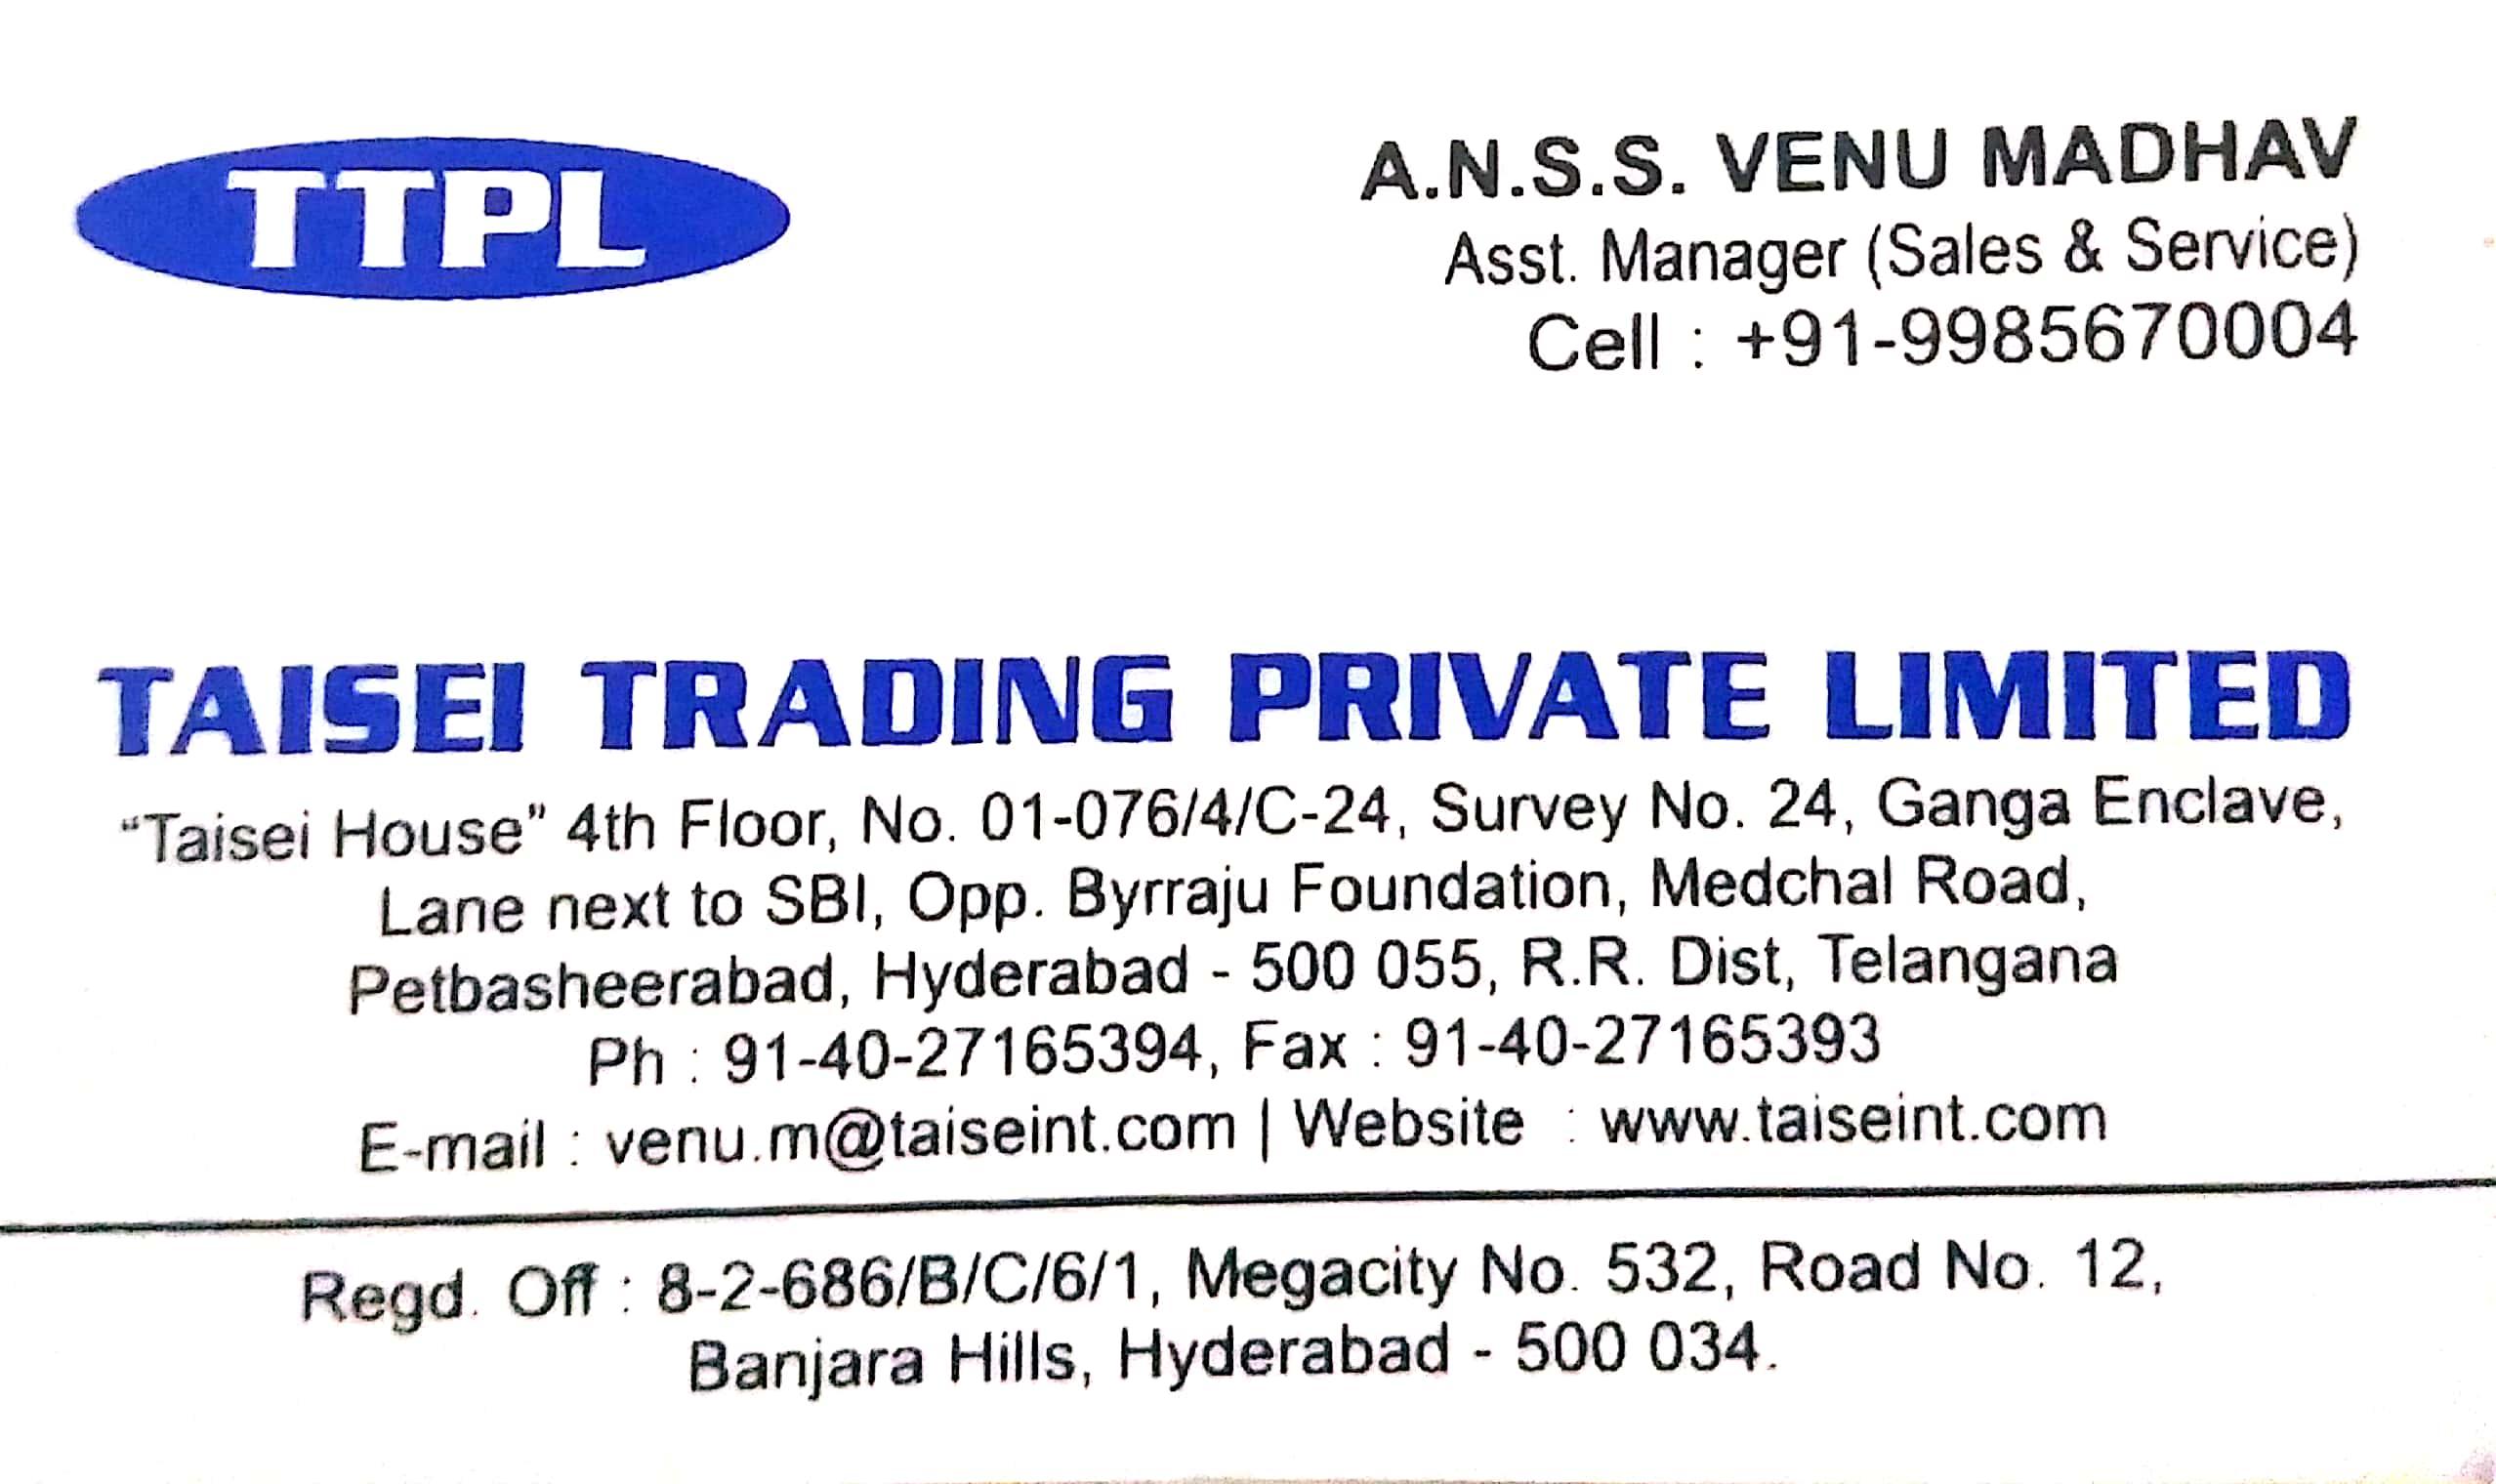 TTPL
A.N.S.S. VENU MADHAV
Asst. Manager (Sales & Service)
Cell : +91-9985670004
TAISEI TRADING PRIVATE LIMITED
“Taisei House” 4th Floor, No. 01-076/4/C-24, Survey No. 24, Ganga Enclave,
Lane next to SBI, Opp. Byrraju Foundation, Medchal Road,
Petbasheerabad, Hyderabad - 500 055, R.R. Dist, Telangana
Ph : 91-40-27165394, Fax : 91-40-27165393
E-mail : venu.m@taiseint.com | Website : www.taiseint.com
Regd. Off : 8-2-686/B/C/6/1, Megacity No. 532, Road No. 12,
Banjara Hills, Hyderabad - 500 034.